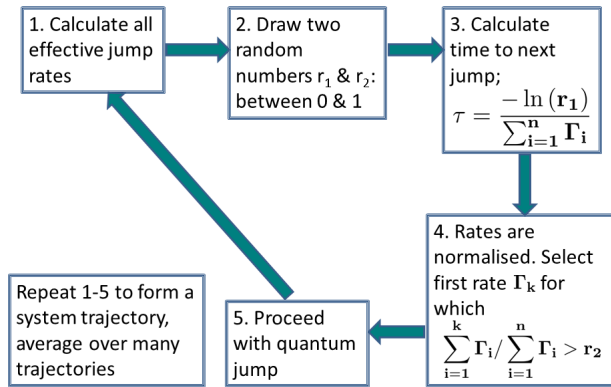 1. Calculate all
effective jump
rates
2. Draw two
random
numbers r₁ & r₂:
between 0 & 1
3. Calculate
time to next
jump;
τ = −ln (r₁) / ∑ⁿᵢ₌₁ Γᵢ
4. Rates are
normalised. Select
first rate Γₖ for
which
∑ᵏᵢ₌₁ Γᵢ / ∑ⁿᵢ₌₁ Γᵢ > r₂
5. Proceed
with quantum
jump
Repeat 1-5 to form a
system trajectory,
average over many
trajectories